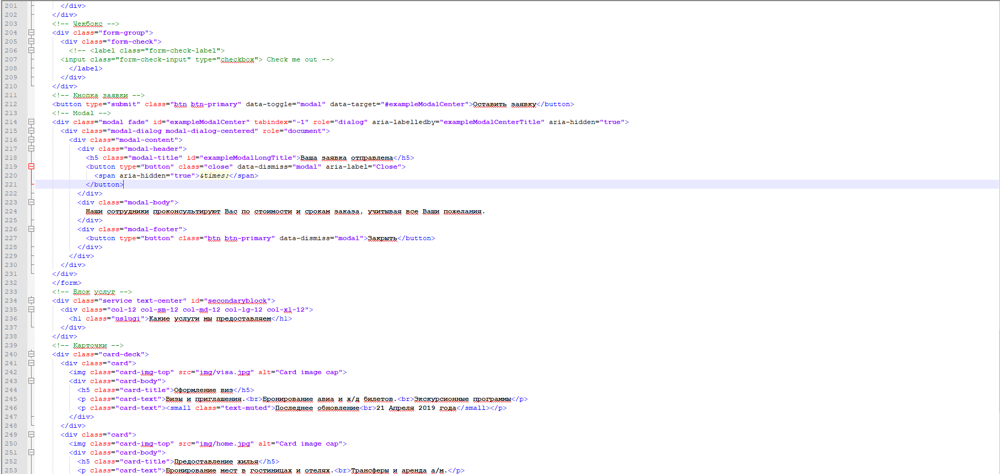 201 </div>
202 </div>
203 <!-- Чекбокс -->
204 <div class="form-group">
205 <div class="form-check">
206 <!-- <label class="form-check-label">
207 <input class="form-check-input" type="checkbox"> Check me out -->
208 </label>
209 </div>
210 </div>
211 <!-- Кнопка заявки -->
212 <button type="submit" class="btn btn-primary" data-toggle="modal" data-target="#exampleModalCenter">Оставить заявку</button>
213 <!-- Modal -->
214 <div class="modal fade" id="exampleModalCenter" tabindex="-1" role="dialog" aria-labelledby="exampleModalCenterTitle" aria-hidden="true">
215 <div class="modal-dialog modal-dialog-centered" role="document">
216 <div class="modal-content">
217 <div class="modal-header">
218 <h5 class="modal-title" id="exampleModalLongTitle">Ваша заявка отправлена</h5>
219 <button type="button" class="close" data-dismiss="modal" aria-label="Close">
220 <span aria-hidden="true">&times;</span>
221 </button>
222 </div>
223 <div class="modal-body">
224 Наши сотрудники проконсультируют Вас по стоимости и срокам заказа, учитывая все Ваши пожелания.
225 </div>
226 <div class="modal-footer">
227 <button type="button" class="btn btn-primary" data-dismiss="modal">Закрыть</button>
228 </div>
229 </div>
230 </div>
231 </div>
232 </form>
233 <!-- Блок услуг -->
234 <div class="service text-center" id="secondaryblock">
235 <div class="col-12 col-sm-12 col-md-12 col-lg-12 col-xl-12">
236 <h1 class="uslugi">Какие услуги мы предоставляем</h1>
237 </div>
238 </div>
239 <!-- Карточки -->
240 <div class="card-deck">
241 <div class="card">
242 <img class="card-img-top" src="img/visa.jpg" alt="Card image cap">
243 <div class="card-body">
244 <h5 class="card-title">Оформление виз</h5>
245 <p class="card-text">Визы и приглашения.<br>Бронирование авиа и ж/д билетов.<br>Экскурсионные программы</p>
246 <p class="card-text"><small class="text-muted">Последнее обновление<br>21 Апреля 2019 года</small></p>
247 </div>
248 </div>
249 <div class="card">
250 <img class="card-img-top" src="img/home.jpg" alt="Card image cap">
251 <div class="card-body">
252 <h5 class="card-title">Предоставление жилья</h5>
253 <p class="card-text">Бронирование мест в гостиницах и отелях.<br>Трансферы и аренда а/м.</p>